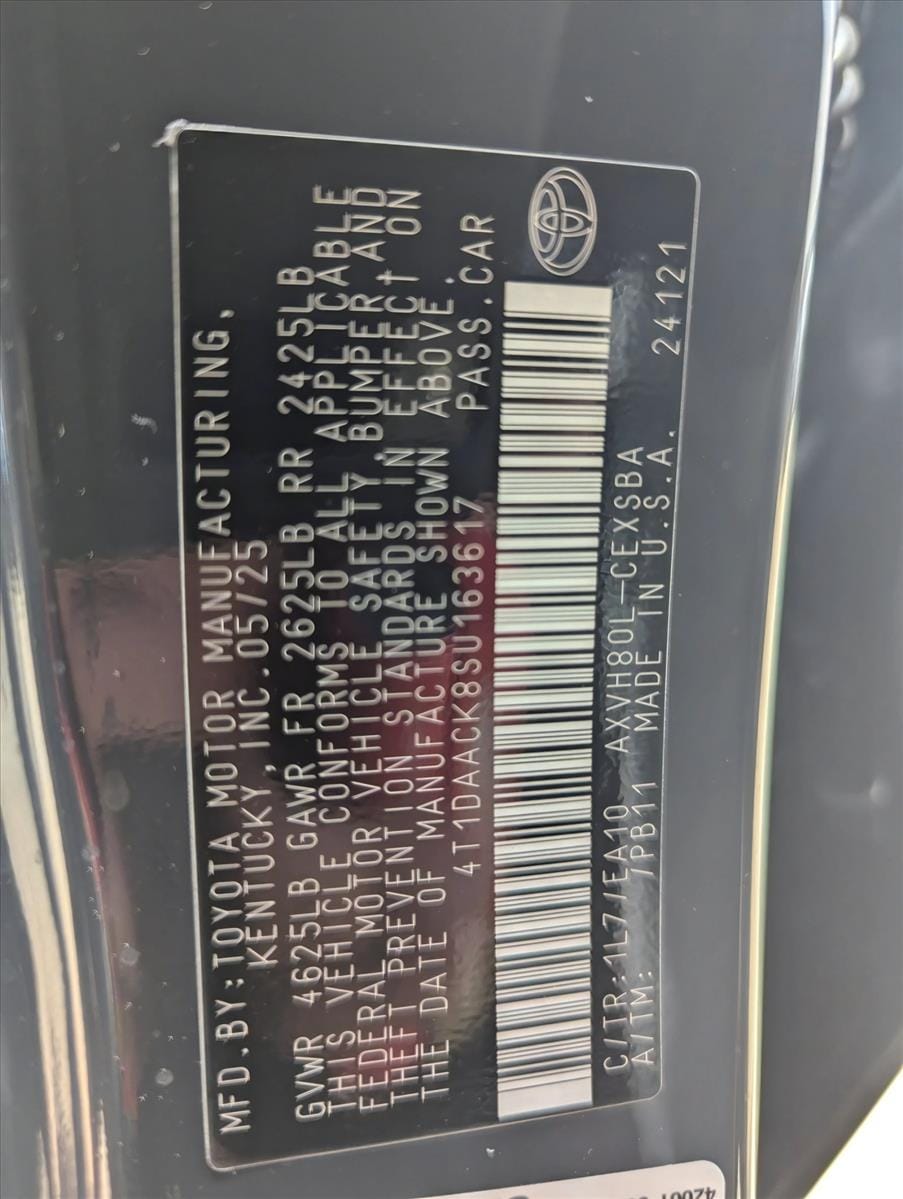 MFD.BY:TOYOTA MOTOR MANUFACTURING,
KENTUCKY, INC.05/25
GVWR 4625LB GAWR FR 2625LB RR 2425LB
THIS VEHICLE CONFORMS TO ALL APPLICABLE
FEDERAL MOTOR VEHICLE SAFETY, BUMPER, AND
THEFT PREVENTION STANDARDS IN EFFECT ON
THE DATE OF MANUFACTURE SHOWN ABOVE.
4T1DAACK8SU163617 PASS.CAR
C/TR:1L7/EA10 AXVH80L-CEXSBA
A/TM: /PB11 MADE IN U.S.A. 24121